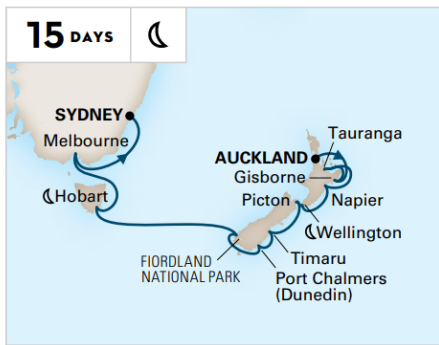 15 DAYS
SYDNEY
Melbourne
Hobart
AUCKLAND
Tauranga
Gisborne
Picton
Napier
Wellington
FIORDLAND
NATIONAL PARK
Timaru
Port Chalmers
(Dunedin)